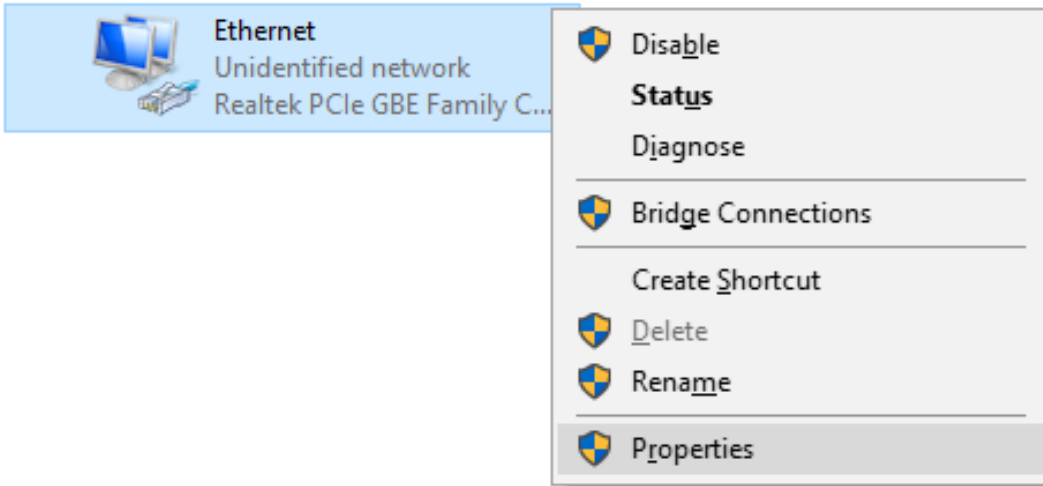 Ethernet
Unidentified network
Realtek PCIe GBE Family C...
Disable
Status
Diagnose
Bridge Connections
Create Shortcut
Delete
Rename
Properties